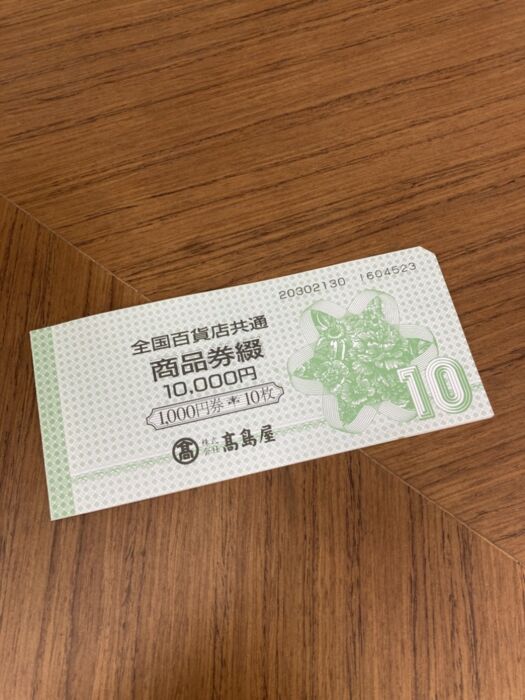 20302130 1604523
全国百貨店共通
商品券綴
10,000円
1,000円券＊10枚
髙 株式会社 髙島屋
10